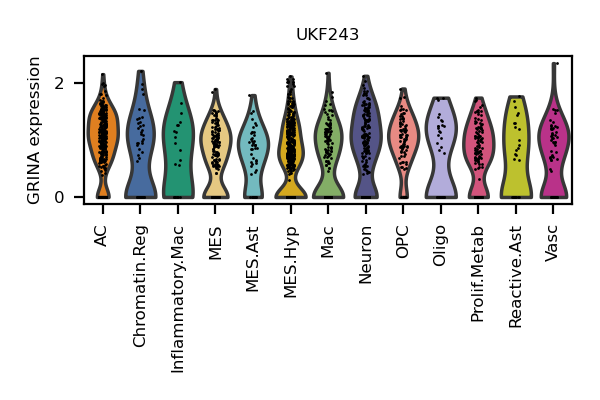 UKF243
GRINA expression
2
0
AC
Chromatin.Reg
Inflammatory.Mac
MES
MES.Ast
MES.Hyp
Mac
Neuron
OPC
Oligo
Prolif.Metab
Reactive.Ast
Vasc